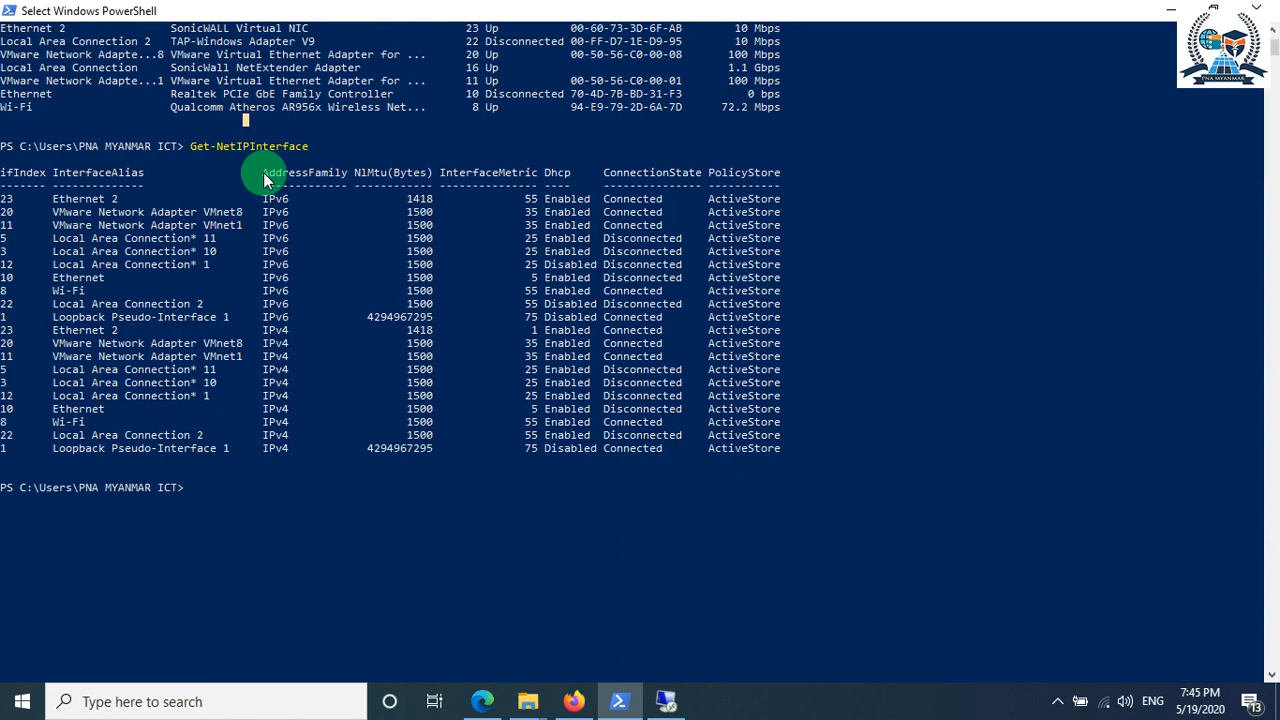 Select Windows PowerShell
Ethernet 2 SonicWALL Virtual NIC 23 Up 00-60-73-3D-6F-AB 10 Mbps
Local Area Connection 2 TAP-Windows Adapter V9 22 Disconnected 00-FF-D7-1E-D9-95 10 Mbps
VMware Network Adapte...8 VMware Virtual Ethernet Adapter for ... 20 Up 00-50-56-C0-00-08 100 Mbps
Local Area Connection SonicWall NetExtender Adapter 16 Up 1.1 Gbps
VMware Network Adapte...1 VMware Virtual Ethernet Adapter for ... 11 Up 00-50-56-C0-00-01 100 Mbps
Ethernet Realtek PCIe GbE Family Controller 10 Disconnected 70-4D-7B-BD-31-F3 0 bps
Wi-Fi Qualcomm Atheros AR956x Wireless Net... 8 Up 94-E9-79-2D-6A-7D 72.2 Mbps
PNA MYANMAR
PS C:\Users\PNA MYANMAR ICT> Get-NetIPInterface
ifIndex InterfaceAlias AddressFamily NlMtu(Bytes) InterfaceMetric Dhcp ConnectionState PolicyStore
------- -------------- ------------- ------------ --------------- ---- --------------- -----------
23 Ethernet 2 IPv6 1418 55 Enabled Connected ActiveStore
20 VMware Network Adapter VMnet8 IPv6 1500 35 Enabled Connected ActiveStore
11 VMware Network Adapter VMnet1 IPv6 1500 35 Enabled Connected ActiveStore
5 Local Area Connection* 11 IPv6 1500 25 Enabled Disconnected ActiveStore
3 Local Area Connection* 10 IPv6 1500 25 Enabled Disconnected ActiveStore
12 Local Area Connection* 1 IPv6 1500 25 Disabled Disconnected ActiveStore
10 Ethernet IPv6 1500 5 Enabled Disconnected ActiveStore
8 Wi-Fi IPv6 1500 55 Enabled Disconnected ActiveStore
22 Local Area Connection 2 IPv6 1500 55 Disabled Disconnected ActiveStore
1 Loopback Pseudo-Interface 1 IPv6 4294967295 75 Disabled Connected ActiveStore
23 Ethernet 2 IPv4 1418 1 Enabled Connected ActiveStore
20 VMware Network Adapter VMnet8 IPv4 1500 35 Enabled Connected ActiveStore
11 VMware Network Adapter VMnet1 IPv4 1500 35 Enabled Connected ActiveStore
5 Local Area Connection* 11 IPv4 1500 25 Enabled Disconnected ActiveStore
3 Local Area Connection* 10 IPv4 1500 25 Enabled Disconnected ActiveStore
12 Local Area Connection* 1 IPv4 1500 25 Enabled Disconnected ActiveStore
10 Ethernet IPv4 1500 5 Enabled Disconnected ActiveStore
8 Wi-Fi IPv4 1500 55 Enabled Connected ActiveStore
22 Local Area Connection 2 IPv4 1500 55 Enabled Disconnected ActiveStore
1 Loopback Pseudo-Interface 1 IPv4 4294967295 75 Disabled Connected ActiveStore
PS C:\Users\PNA MYANMAR ICT>
Type here to search
ENG
7:45 PM
5/19/2020
13